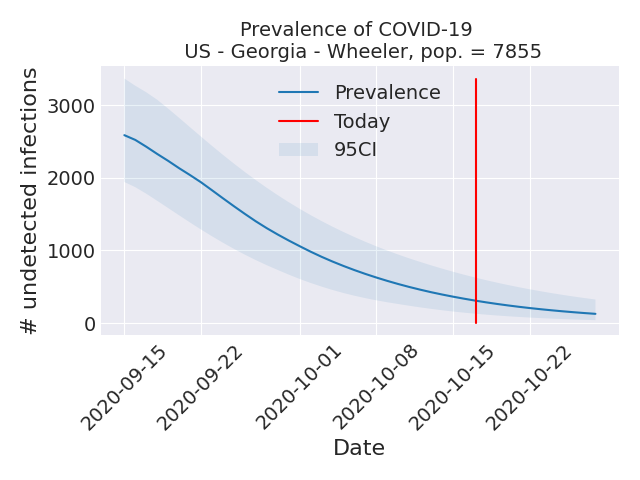 Prevalence of COVID-19
US - Georgia - Wheeler, pop. = 7855
# undetected infections
3000
2000
1000
0
Prevalence
Today
95CI
2020-09-15
2020-09-22
2020-10-01
2020-10-08
2020-10-15
2020-10-22
Date